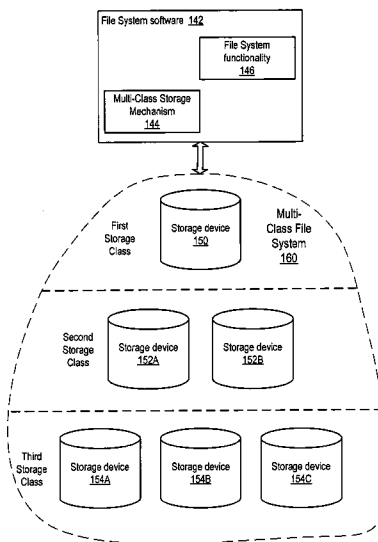 File System software 142
File System
functionality
146
Multi-Class Storage
Mechanism
144
First
Storage
Class
Storage device
150
Multi-
Class File
System
160
Second
Storage
Class
Storage device
152A
Storage device
152B
Third
Storage
Class
Storage device
154A
Storage device
154B
Storage device
154C